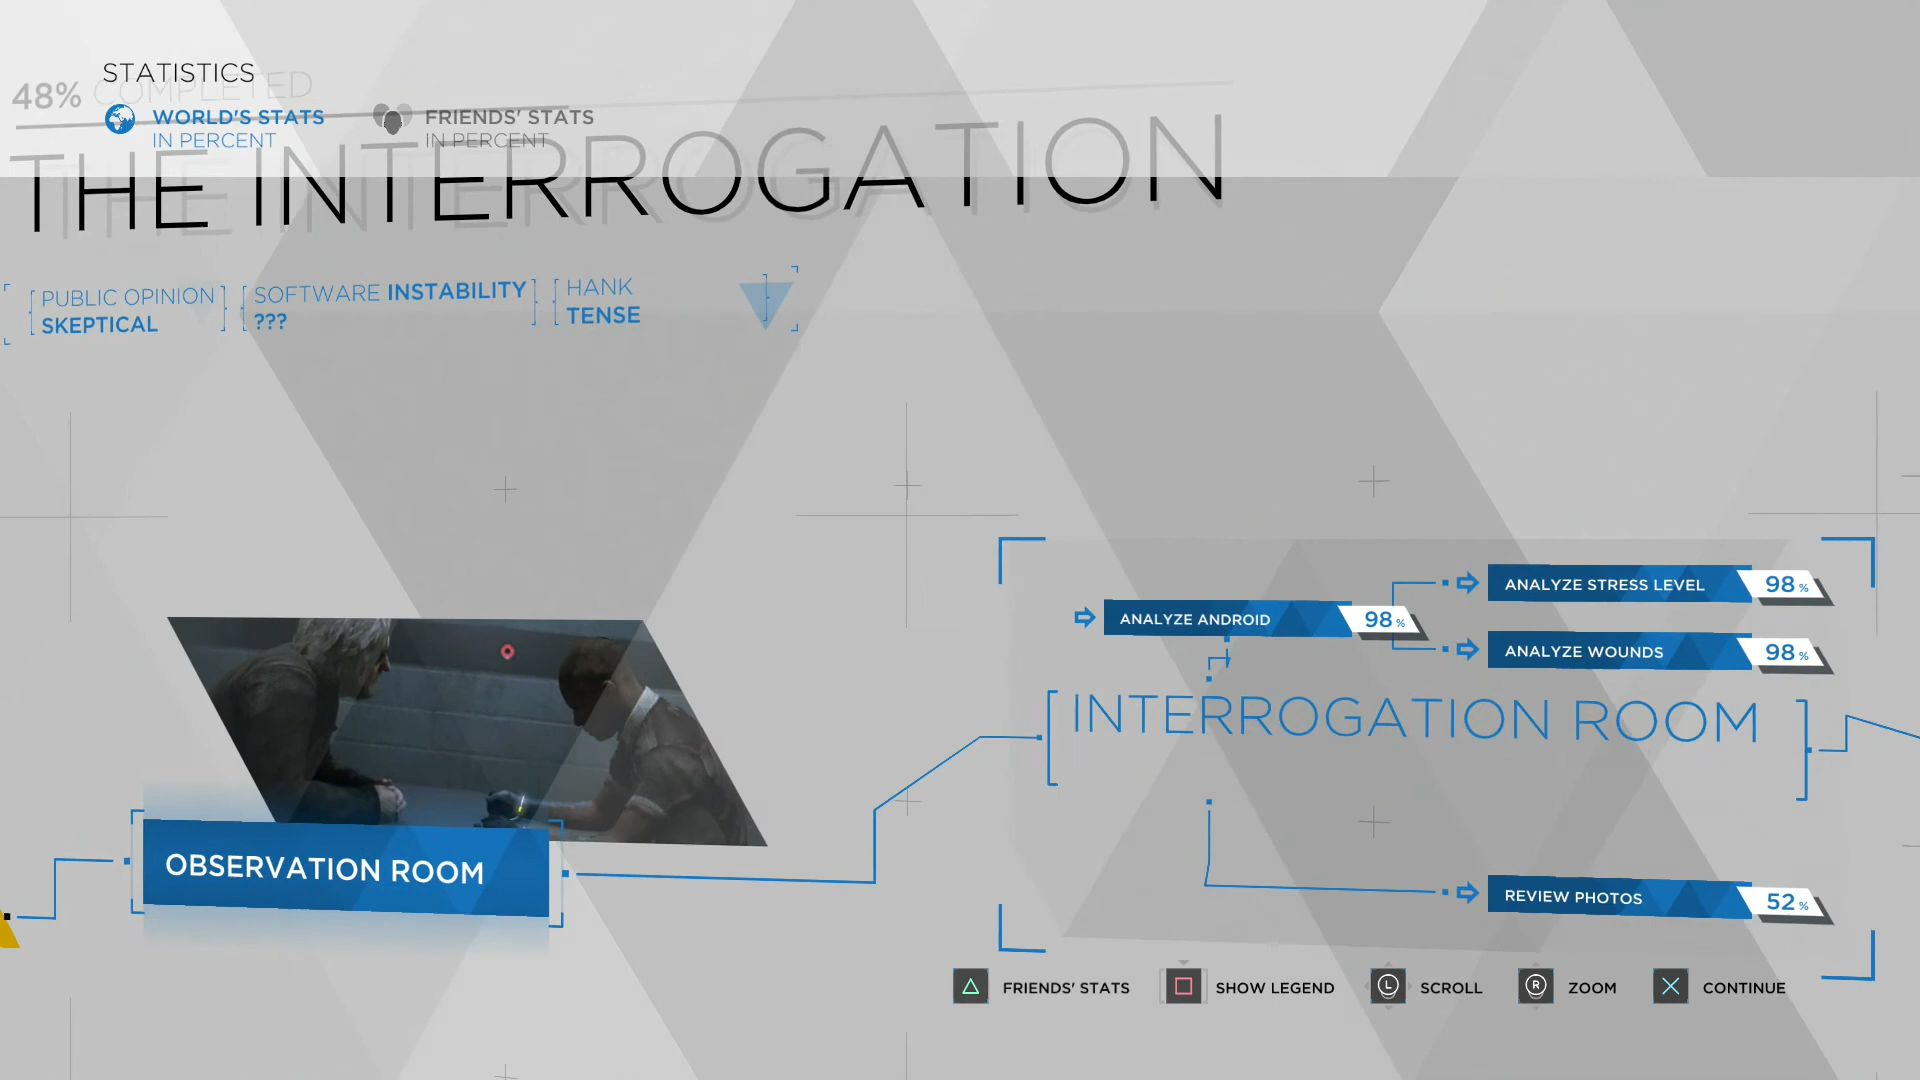 STATISTICS
48% COMPLETED
WORLD'S STATS
IN PERCENT
FRIENDS' STATS
IN PERCENT
THE INTERROGATION
PUBLIC OPINION
SKEPTICAL
SOFTWARE INSTABILITY
???
HANK
TENSE
ANALYZE ANDROID 98%
ANALYZE STRESS LEVEL 98%
ANALYZE WOUNDS 98%
INTERROGATION ROOM
OBSERVATION ROOM
REVIEW PHOTOS 52%
FRIENDS' STATS
SHOW LEGEND
L SCROLL
R ZOOM
CONTINUE